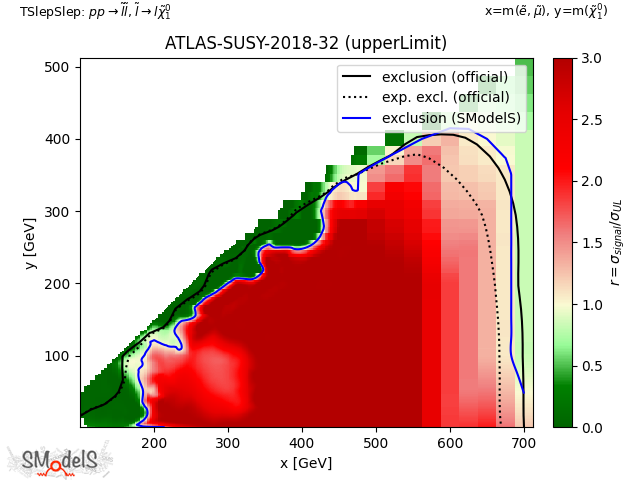 TSlepSlep: pp → l̃l̃, l̃ → lχ̃₁⁰
x=m(ẽ, μ̃), y=m(χ̃₁⁰)
ATLAS-SUSY-2018-32 (upperLimit)
exclusion (official)
exp. excl. (official)
exclusion (SModelS)
500
400
300
200
100
y [GeV]
200 300 400 500 600 700
x [GeV]
3.0
2.5
2.0
1.5
1.0
0.5
0.0
r = σsignal/σUL
SModelS